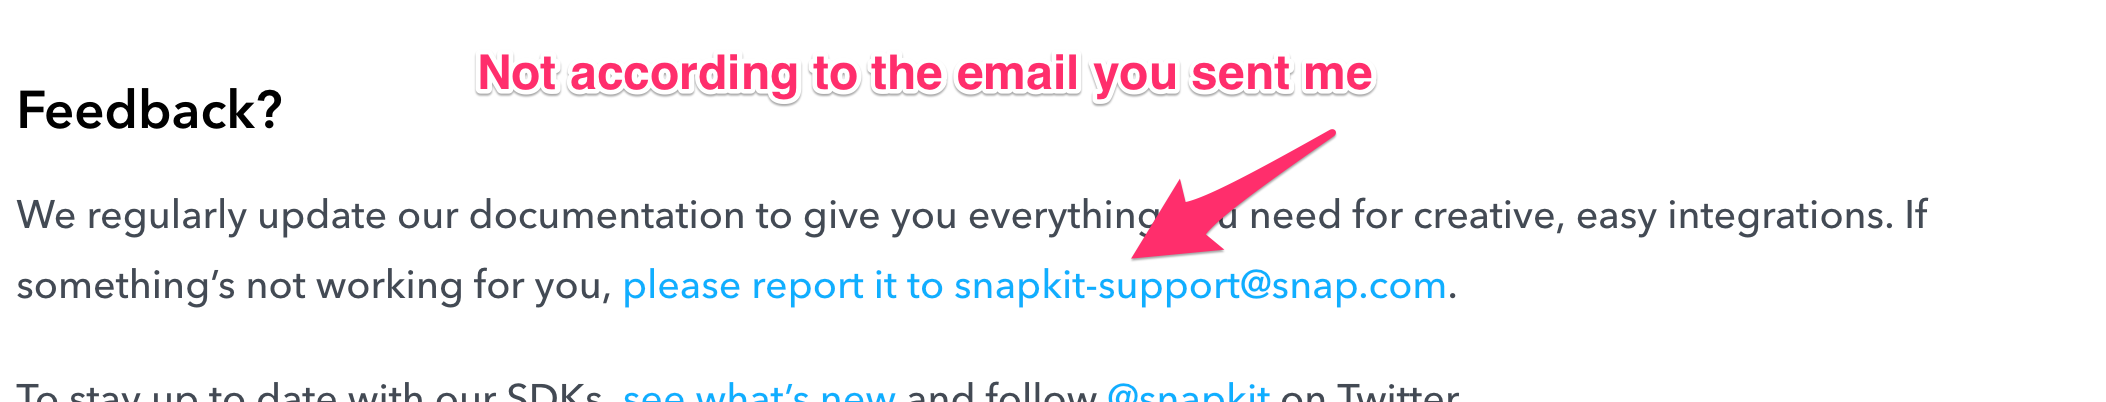 Not according to the email you sent me
Feedback?
We regularly update our documentation to give you everything need for creative, easy integrations. If
something’s not working for you, please report it to snapkit-support@snap.com.
To stay up to date with our SDKs, see what’s new and follow @snapkit on Twitter